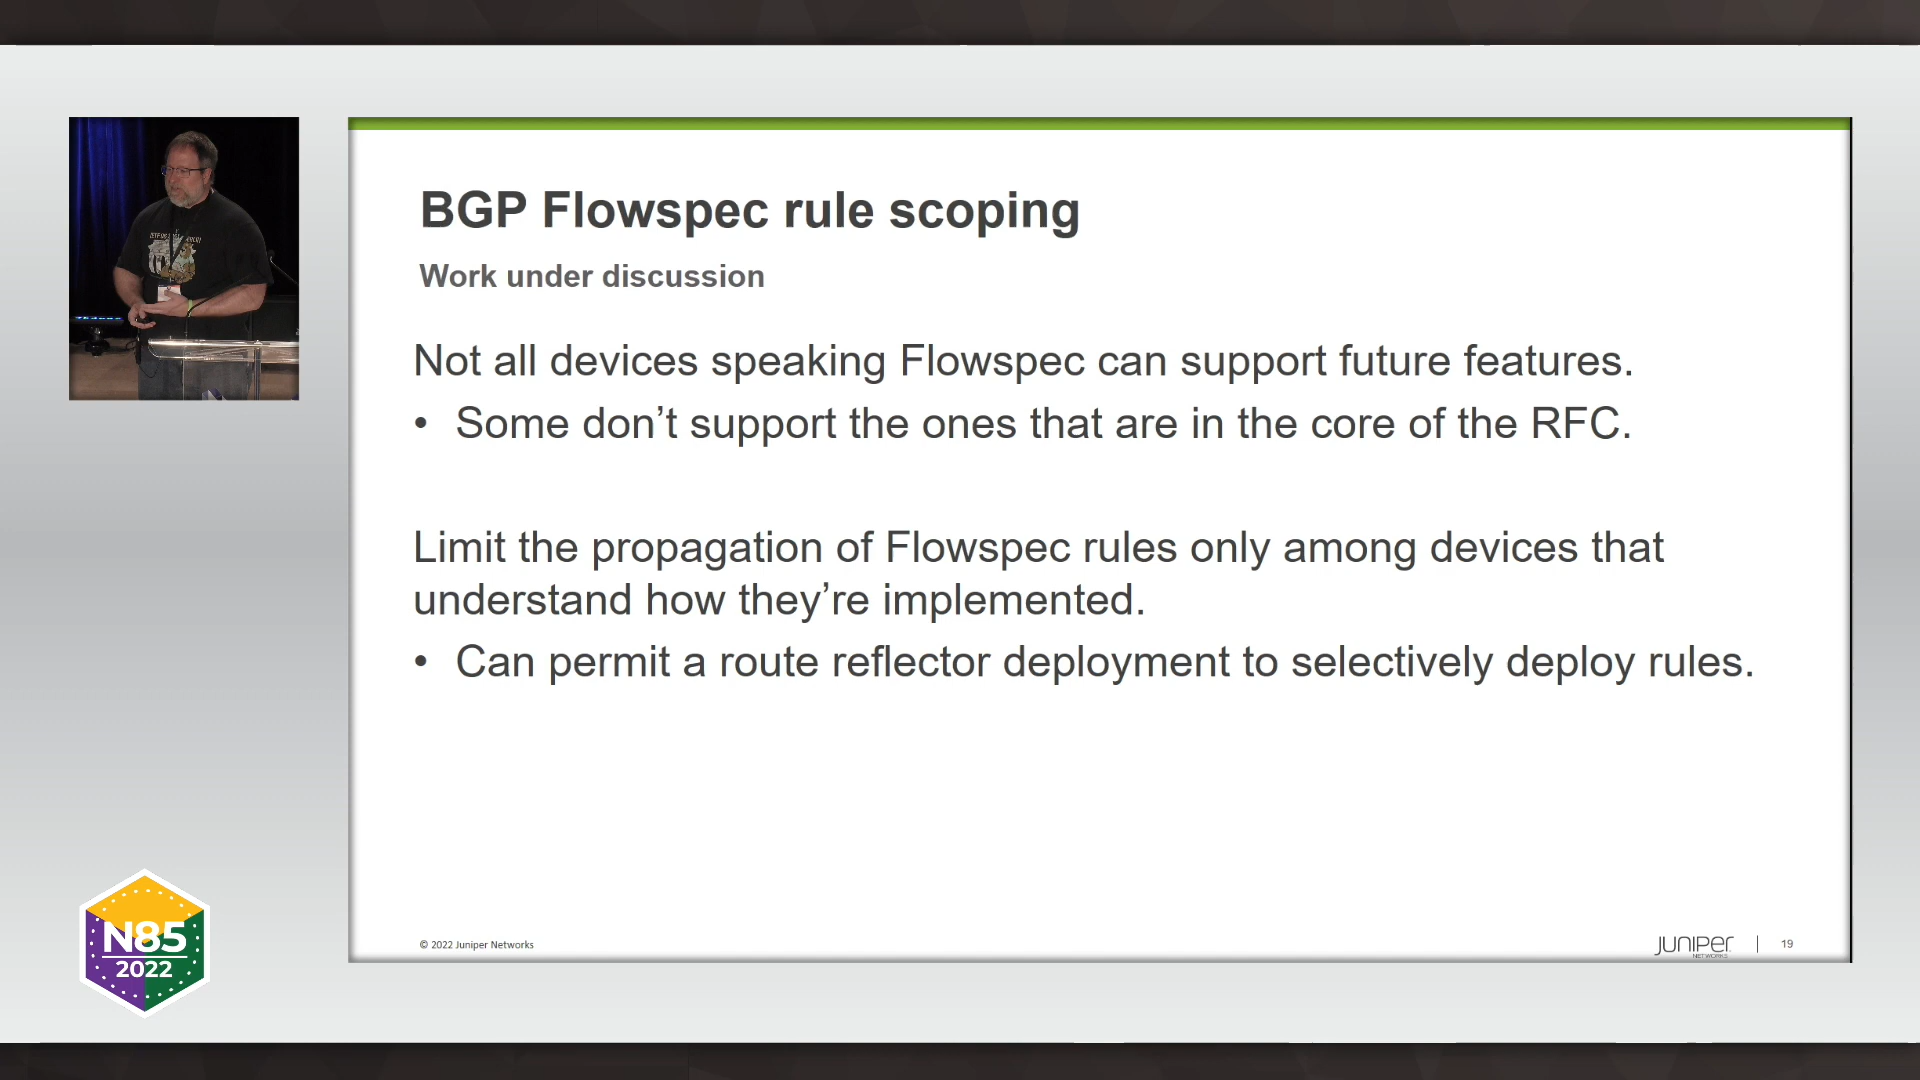 BGP Flowspec rule scoping
Work under discussion
Not all devices speaking Flowspec can support future features.
• Some don’t support the ones that are in the core of the RFC.
Limit the propagation of Flowspec rules only among devices that
understand how they’re implemented.
• Can permit a route reflector deployment to selectively deploy rules.
© 2022 Juniper Networks
JUNIPER
NETWORKS
19
N85
2022